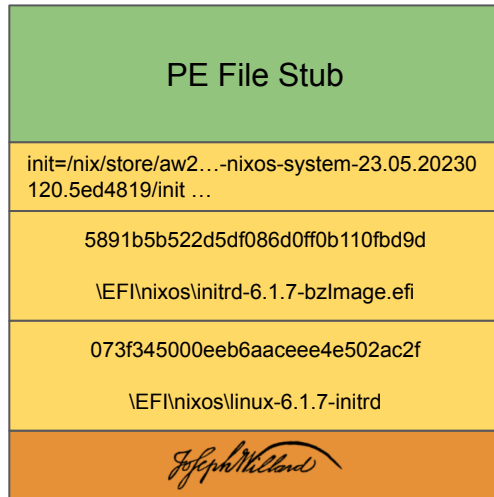 PE File Stub
init=/nix/store/aw2…-nixos-system-23.05.20230
120.5ed4819/init …
5891b5b522d5df086d0ff0b110fbd9d
\EFI\nixos\initrd-6.1.7-bzImage.efi
073f345000eeb6aaceee4e502ac2f
\EFI\nixos\linux-6.1.7-initrd
Joseph Willard